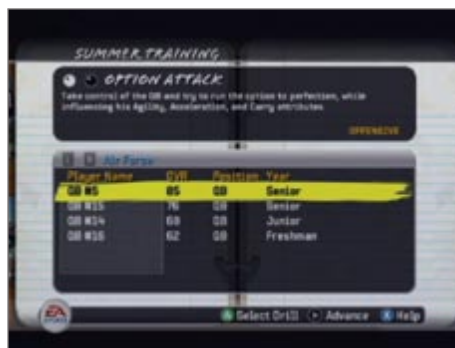 SUMMER TRAINING
OPTION ATTACK
Take control of the QB and try to run the option to perfection, while
influencing his Agility, Acceleration, and Carry attributes
OFFENSIVE
Air Force
Player Name OVR Position Year
QB #5 85 QB Senior
QB #15 76 QB Senior
QB #14 68 QB Junior
QB #16 62 QB Freshman
EA
A Select Drill Advance X Help